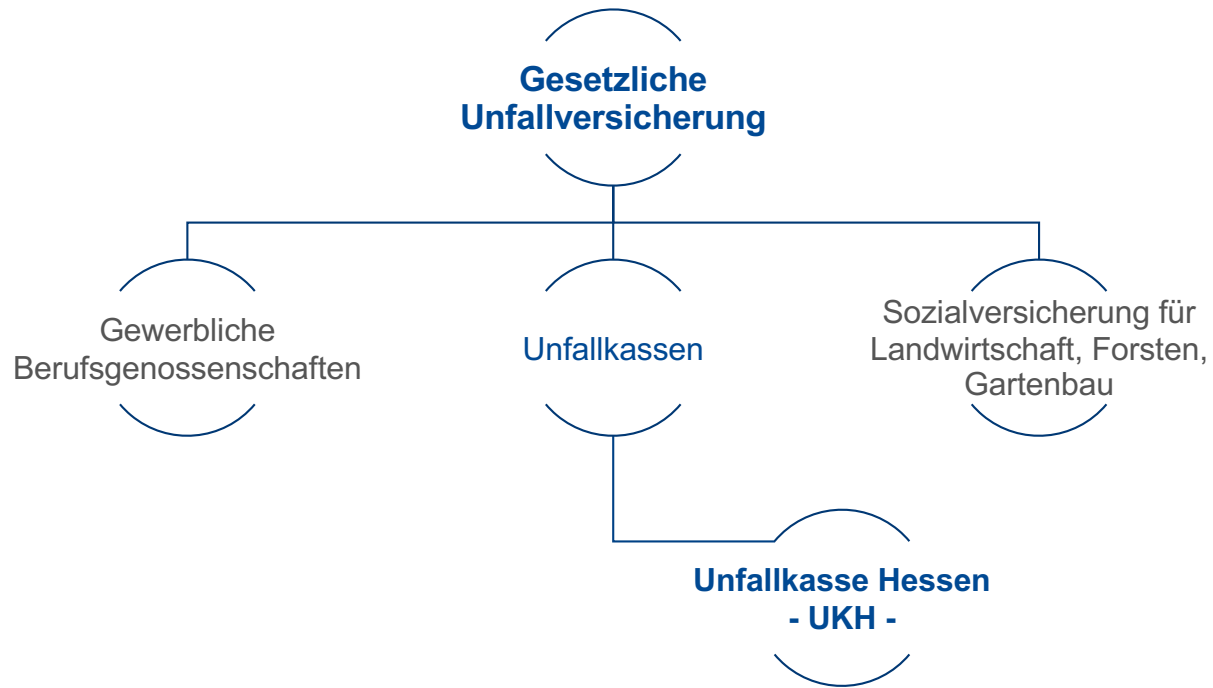 Gesetzliche
Unfallversicherung
Gewerbliche
Berufsgenossenschaften
Unfallkassen
Sozialversicherung für
Landwirtschaft, Forsten,
Gartenbau
Unfallkasse Hessen
- UKH -